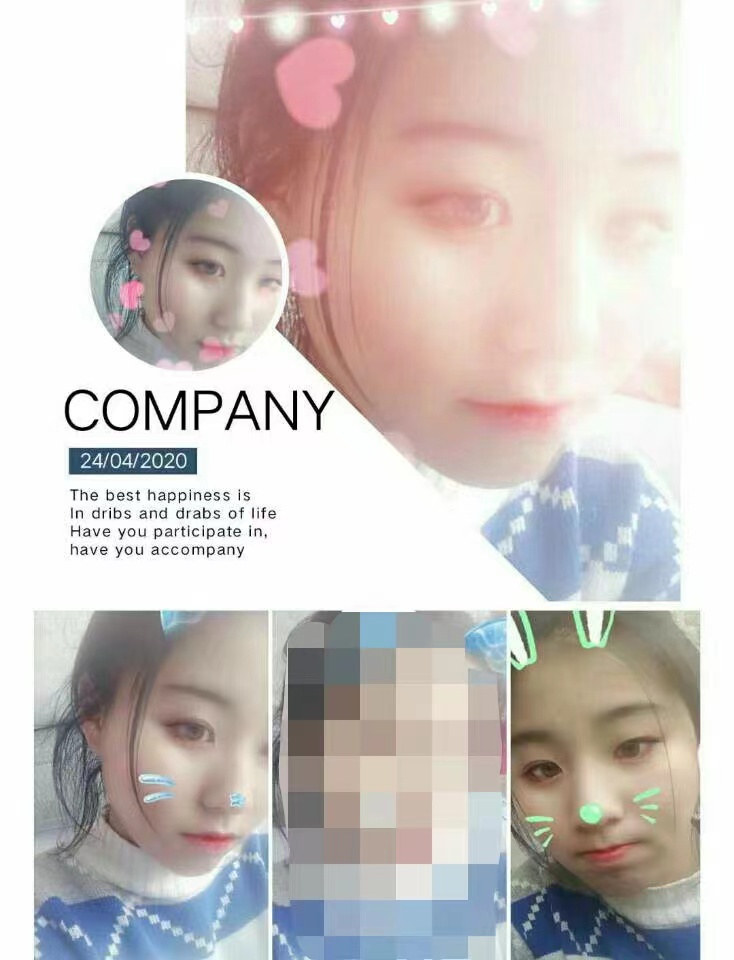 COMPANY
24/04/2020
The best happiness is
In dribs and drabs of life
Have you participate in,
have you accompany